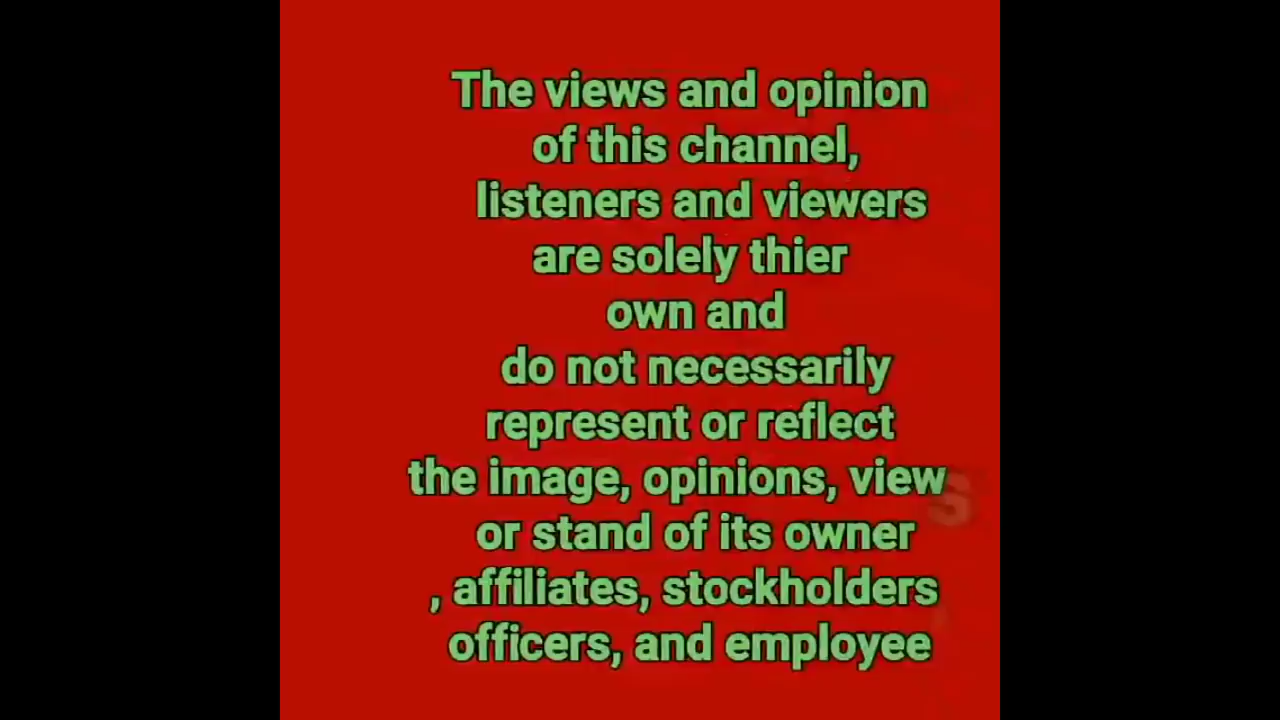 The views and opinion
of this channel,
listeners and viewers
are solely thier
own and
do not necessarily
represent or reflect
the image, opinions, view
or stand of its owner
, affiliates, stockholders
officers, and employee